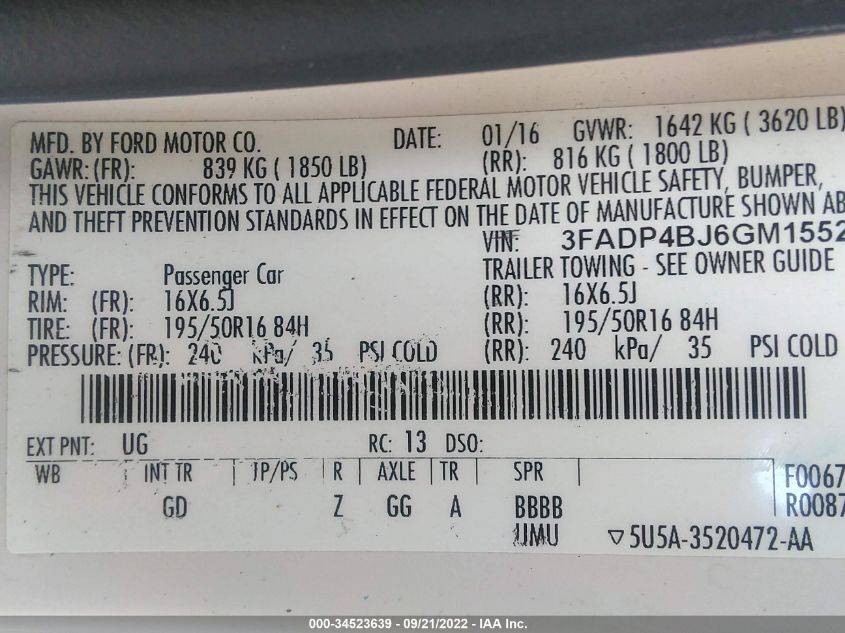 MFD. BY FORD MOTOR CO. DATE: 01/16 GVWR: 1642 KG ( 3620 LB)
GAWR: (FR): 839 KG ( 1850 LB) (RR): 816 KG ( 1800 LB)
THIS VEHICLE CONFORMS TO ALL APPLICABLE FEDERAL MOTOR VEHICLE SAFETY, BUMPER,
AND THEFT PREVENTION STANDARDS IN EFFECT ON THE DATE OF MANUFACTURE SHOWN AB
VIN: 3FADP4BJ6GM1552
TYPE: Passenger Car TRAILER TOWING - SEE OWNER GUIDE
RIM: (FR): 16X6.5J (RR): 16X6.5J
TIRE: (FR): 195/50R16 84H (RR): 195/50R16 84H
PRESSURE: (FR): 240 kPa/ 35 PSI COLD (RR): 240 kPa/ 35 PSI COLD
EXT PNT: UG RC: 13 DSO:
WB | INT TR | TP/PS | R | AXLE | TR | SPR | F0067
GD Z GG A BBBB R0087
UMU ▽5U5A-3520472-AA
000-34523639 - 09/21/2022 - IAA Inc.